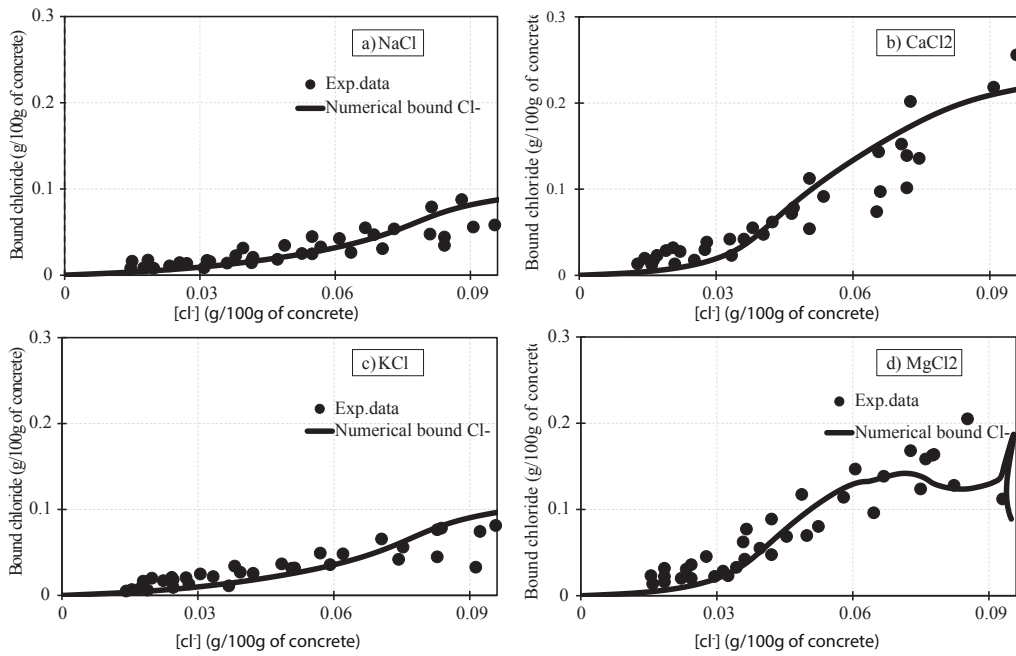 a) NaCl
Exp.data
Numerical bound Cl-
Bound chloride (g/100g of concrete)
0.3
0.2
0.1
0
0
0.03
0.06
0.09
[cl-] (g/100g of concrete)
b) CaCl2
Bound chloride (g/100g of concrete
0.3
0.2
0.1
0
0
0.03
0.06
0.09
[cl-] (g/100g of concrete)
c) KCl
Exp.data
Numerical bound Cl-
Bound chloride (g/100g of concrete)
0.3
0.2
0.1
0
0
0.03
0.06
0.09
[cl-] (g/100g of concrete)
d) MgCl2
Exp.data
Numerical bound Cl-
Bound chloride (g/100g of concrete
0.3
0.2
0.1
0
0
0.03
0.06
0.09
[cl-] (g/100g of concrete)